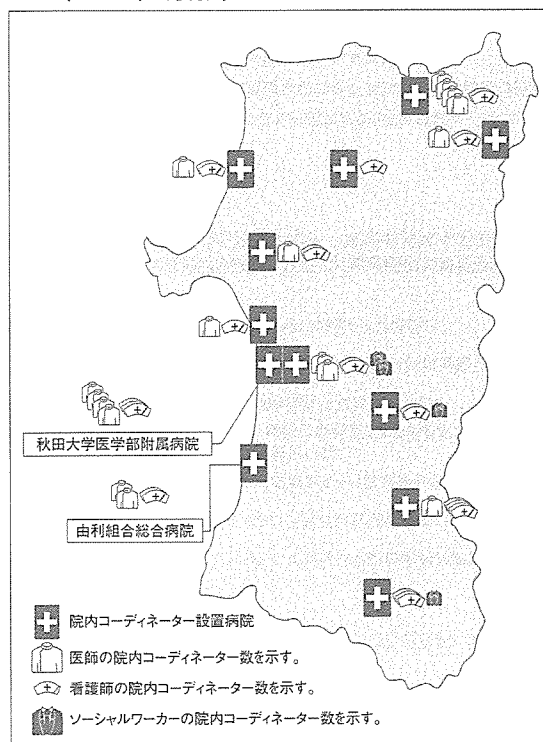 秋田大学医学部附属病院
由利組合総合病院
院内コーディネーター設置病院
医師の院内コーディネーター数を示す。
看護師の院内コーディネーター数を示す。
ソーシャルワーカーの院内コーディネーター数を示す。